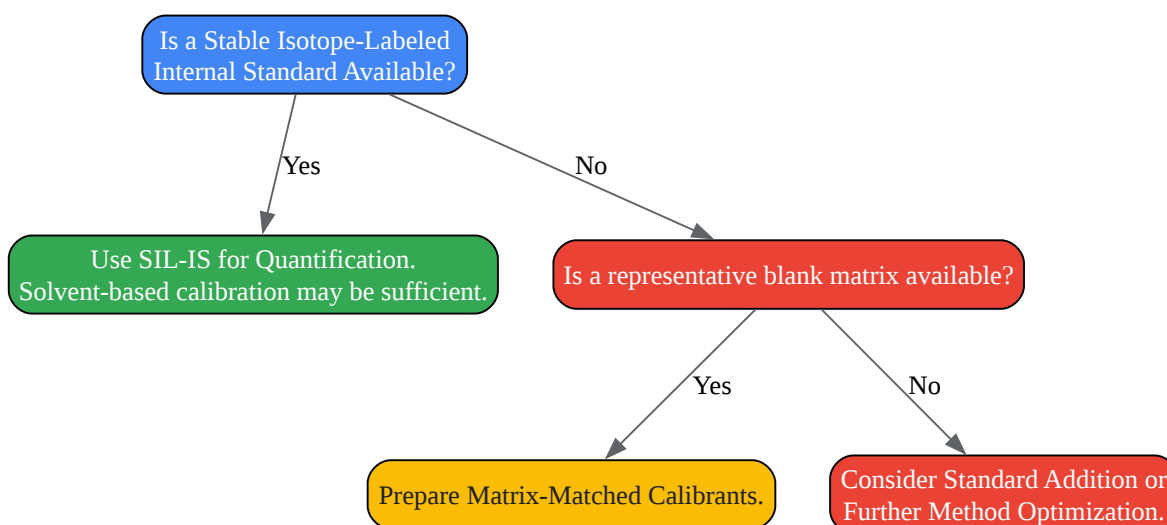 Is a Stable Isotope-Labeled
Internal Standard Available?
Yes
No
Use SIL-IS for Quantification.
Solvent-based calibration may be sufficient.
Is a representative blank matrix available?
Yes
No
Prepare Matrix-Matched Calibrants.
Consider Standard Addition or
Further Method Optimization.